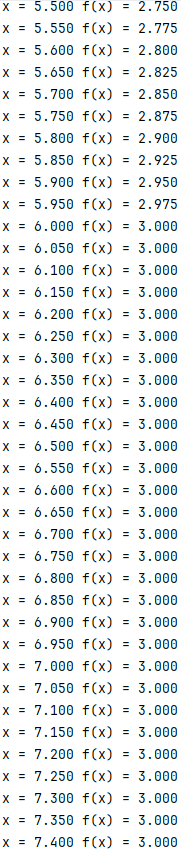 x = 5.500 f(x) = 2.750
x = 5.550 f(x) = 2.775
x = 5.600 f(x) = 2.800
x = 5.650 f(x) = 2.825
x = 5.700 f(x) = 2.850
x = 5.750 f(x) = 2.875
x = 5.800 f(x) = 2.900
x = 5.850 f(x) = 2.925
x = 5.900 f(x) = 2.950
x = 5.950 f(x) = 2.975
x = 6.000 f(x) = 3.000
x = 6.050 f(x) = 3.000
x = 6.100 f(x) = 3.000
x = 6.150 f(x) = 3.000
x = 6.200 f(x) = 3.000
x = 6.250 f(x) = 3.000
x = 6.300 f(x) = 3.000
x = 6.350 f(x) = 3.000
x = 6.400 f(x) = 3.000
x = 6.450 f(x) = 3.000
x = 6.500 f(x) = 3.000
x = 6.550 f(x) = 3.000
x = 6.600 f(x) = 3.000
x = 6.650 f(x) = 3.000
x = 6.700 f(x) = 3.000
x = 6.750 f(x) = 3.000
x = 6.800 f(x) = 3.000
x = 6.850 f(x) = 3.000
x = 6.900 f(x) = 3.000
x = 6.950 f(x) = 3.000
x = 7.000 f(x) = 3.000
x = 7.050 f(x) = 3.000
x = 7.100 f(x) = 3.000
x = 7.150 f(x) = 3.000
x = 7.200 f(x) = 3.000
x = 7.250 f(x) = 3.000
x = 7.300 f(x) = 3.000
x = 7.350 f(x) = 3.000
x = 7.400 f(x) = 3.000